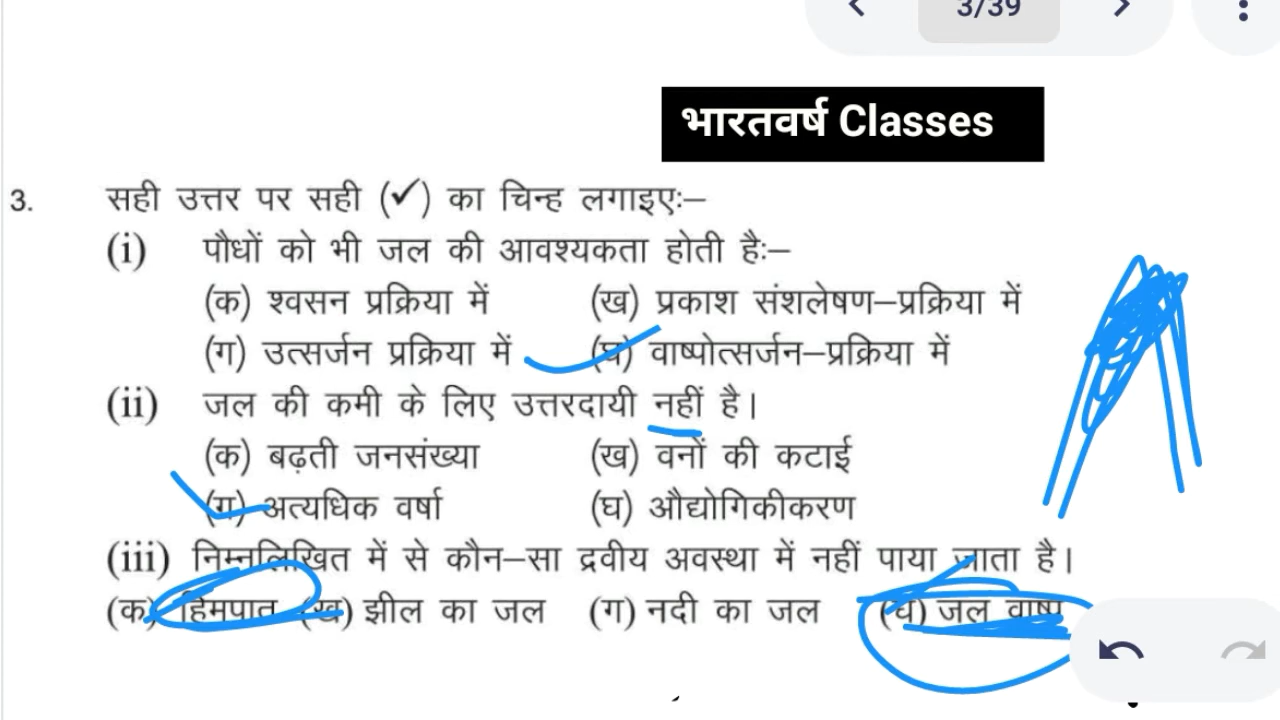 3/39
भारतवर्ष Classes
3. सही उत्तर पर सही (✓) का चिन्ह लगाइएः–
(i) पौधों को भी जल की आवश्यकता होती हैः–
(क) श्वसन प्रक्रिया में (ख) प्रकाश संशलेषण–प्रक्रिया में
(ग) उत्सर्जन प्रक्रिया में (घ) वाष्पोत्सर्जन–प्रक्रिया में
(ii) जल की कमी के लिए उत्तरदायी नहीं है।
(क) बढ़ती जनसंख्या (ख) वनों की कटाई
(ग) अत्यधिक वर्षा (घ) औद्योगिकीकरण
(iii) निम्नलिखित में से कौन–सा द्रवीय अवस्था में नहीं पाया जाता है।
(क) हिमपात (ख) झील का जल (ग) नदी का जल (घ) जल वाष्प